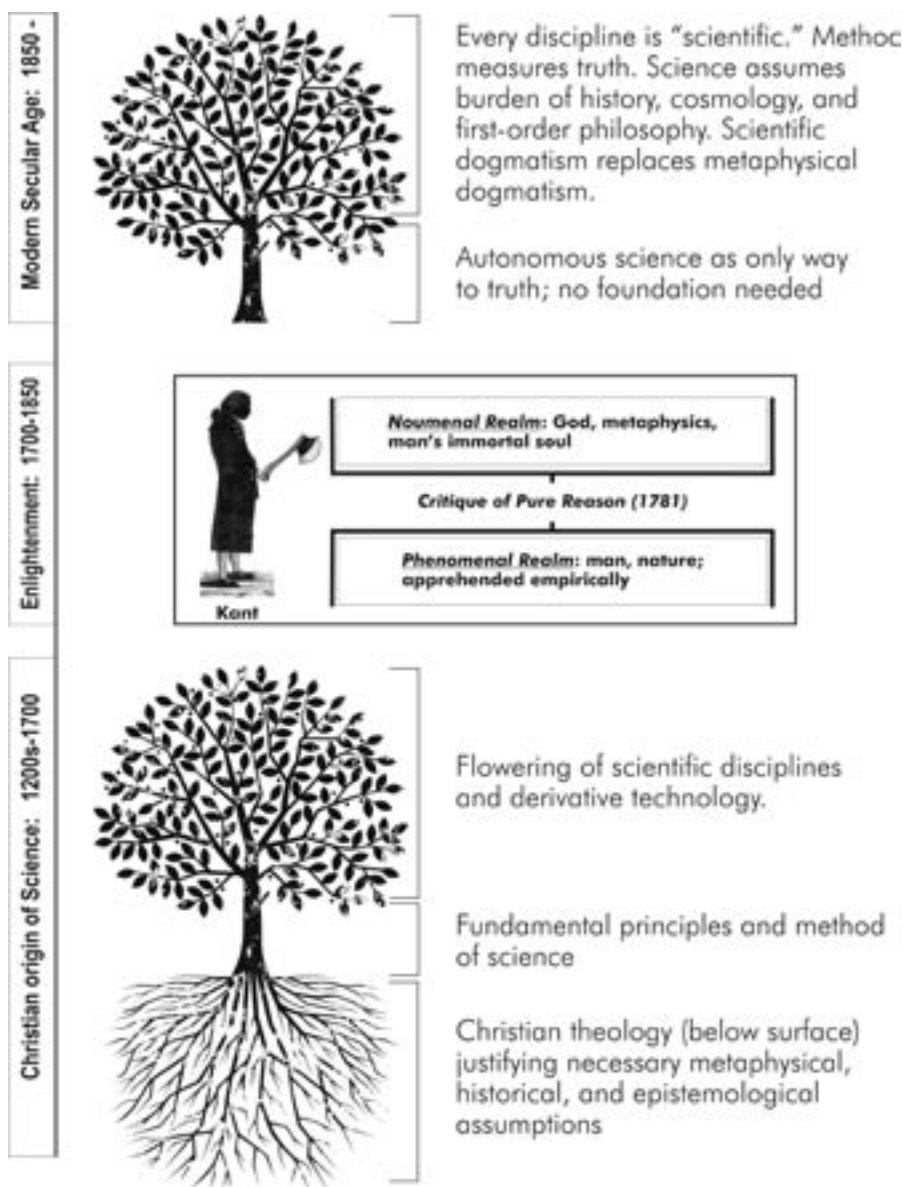 Modern Secular Age: 1850 -
Every discipline is "scientific." Methoc
measures truth. Science assumes
burden of history, cosmology, and
first-order philosophy. Scientific
dogmatism replaces metaphysical
dogmatism.
Autonomous science as only way
to truth; no foundation needed
Enlightenment: 1700-1850
Noumenal Realm: God, metaphysics,
man's immortal soul
Critique of Pure Reason (1781)
Phenomenal Realm: man, nature;
apprehended empirically
Kant
Christian origin of Science: 1200s-1700
Flowering of scientific disciplines
and derivative technology.
Fundamental principles and method
of science
Christian theology (below surface)
justifying necessary metaphysical,
historical, and epistemological
assumptions